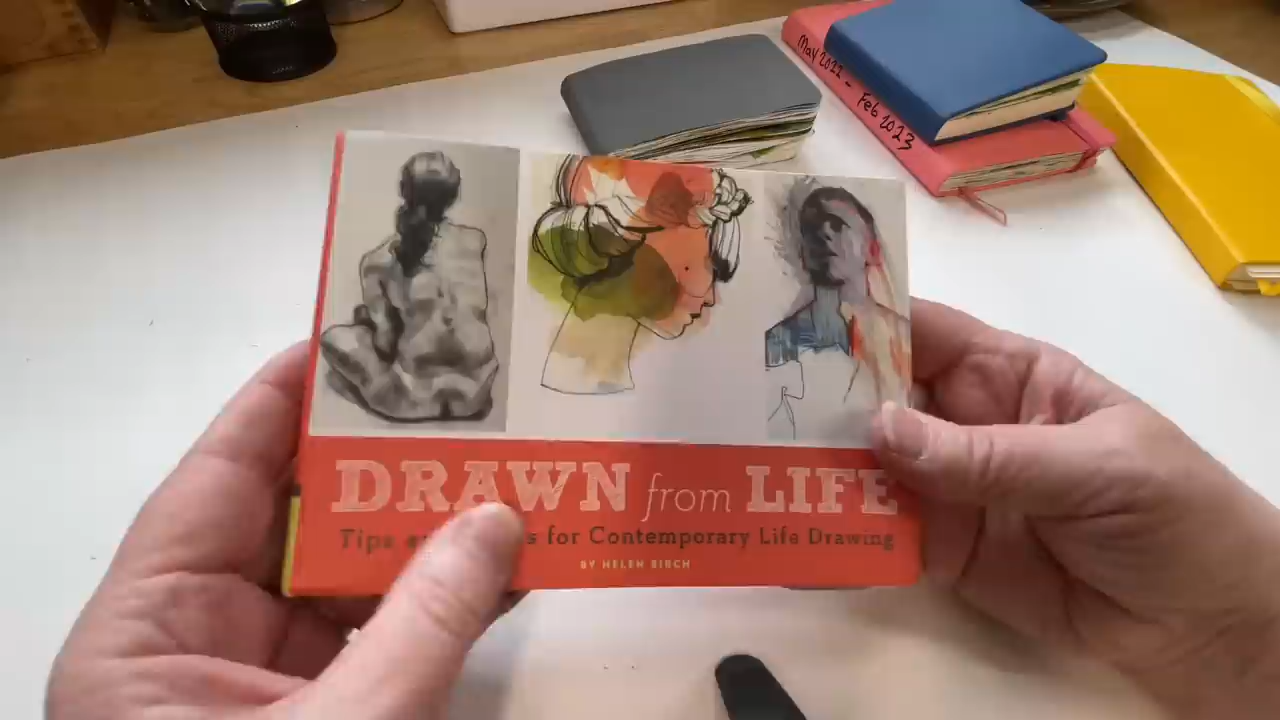 May 2022 - Feb 2023
DRAWN from LIFE
Tips s for Contemporary Life Drawing
BY HELEN BIRCH